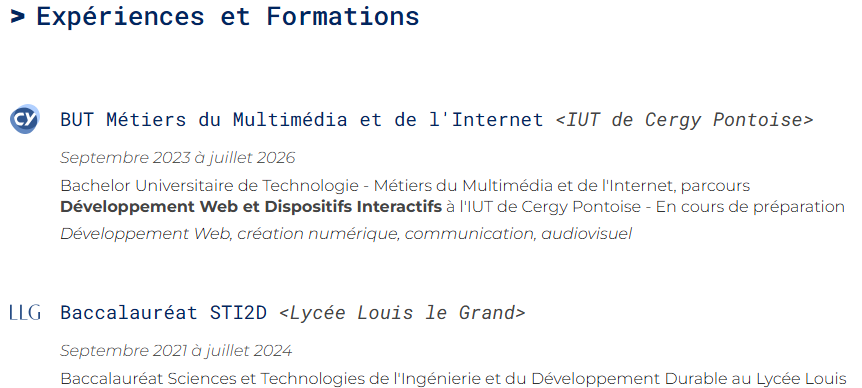 > Expériences et Formations
CY BUT Métiers du Multimédia et de l'Internet <IUT de Cergy Pontoise>
Septembre 2023 à juillet 2026
Bachelor Universitaire de Technologie - Métiers du Multimédia et de l'Internet, parcours
Développement Web et Dispositifs Interactifs à l'IUT de Cergy Pontoise - En cours de préparation
Développement Web, création numérique, communication, audiovisuel
LLG Baccalauréat STI2D <Lycée Louis le Grand>
Septembre 2021 à juillet 2024
Baccalauréat Sciences et Technologies de l'Ingénierie et du Développement Durable au Lycée Louis